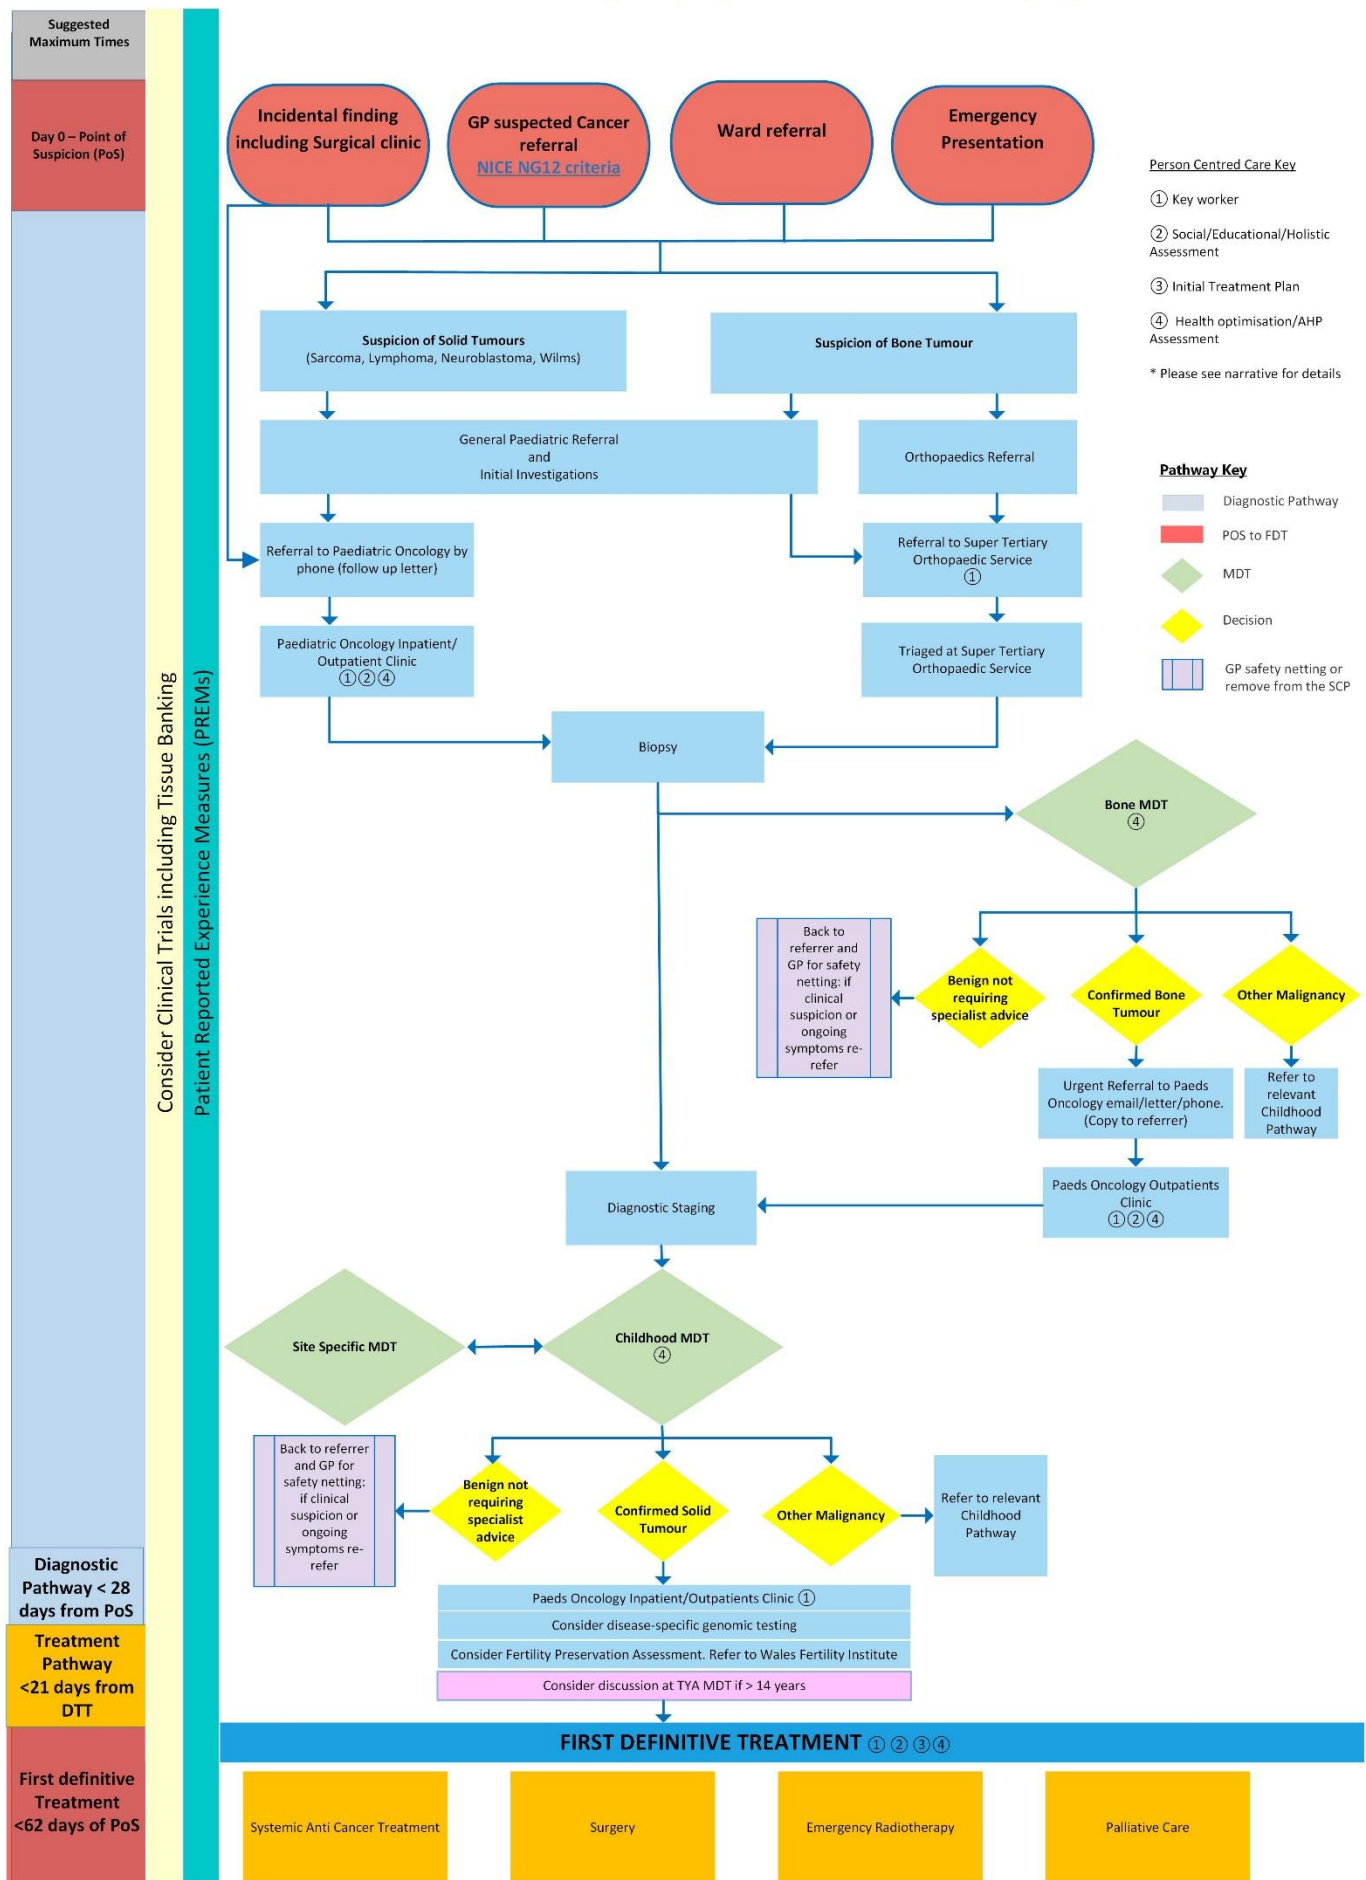 Suggested
Maximum Times
Day 0 – Point of
Suspicion (PoS)
Diagnostic
Pathway < 28
days from PoS
Treatment
Pathway
<21 days from
DTT
First definitive
Treatment
<62 days of PoS
Consider Clinical Trials including Tissue Banking
Patient Reported Experience Measures (PREMs)
Incidental finding
including Surgical clinic
GP suspected Cancer
referral
NICE NG12 criteria
Ward referral
Emergency
Presentation
Person Centred Care Key
① Key worker
② Social/Educational/Holistic
Assessment
③ Initial Treatment Plan
④ Health optimisation/AHP
Assessment
* Please see narrative for details
Pathway Key
Diagnostic Pathway
POS to FDT
MDT
Decision
GP safety netting or
remove from the SCP
Suspicion of Solid Tumours
(Sarcoma, Lymphoma, Neuroblastoma, Wilms)
Suspicion of Bone Tumour
General Paediatric Referral
and
Initial Investigations
Orthopaedics Referral
Referral to Paediatric Oncology by
phone (follow up letter)
Referral to Super Tertiary
Orthopaedic Service
①
Paediatric Oncology Inpatient/
Outpatient Clinic
①②④
Triaged at Super Tertiary
Orthopaedic Service
Biopsy
Bone MDT
④
Back to
referrer and
GP for safety
netting: if
clinical
suspicion or
ongoing
symptoms re-
refer
Benign not
requiring
specialist advice
Confirmed Bone
Tumour
Other Malignancy
Urgent Referral to Paeds
Oncology email/letter/phone.
(Copy to referrer)
Refer to
relevant
Childhood
Pathway
Paeds Oncology Outpatients
Clinic
①②④
Diagnostic Staging
Site Specific MDT
Childhood MDT
④
Back to referrer
and GP for
safety netting:
if clinical
suspicion or
ongoing
symptoms re-
refer
Benign not
requiring
specialist
advice
Confirmed Solid
Tumour
Other Malignancy
Refer to relevant
Childhood
Pathway
Paeds Oncology Inpatient/Outpatients Clinic ①
Consider disease-specific genomic testing
Consider Fertility Preservation Assessment. Refer to Wales Fertility Institute
Consider discussion at TYA MDT if > 14 years
FIRST DEFINITIVE TREATMENT ① ② ③④
Systemic Anti Cancer Treatment
Surgery
Emergency Radiotherapy
Palliative Care